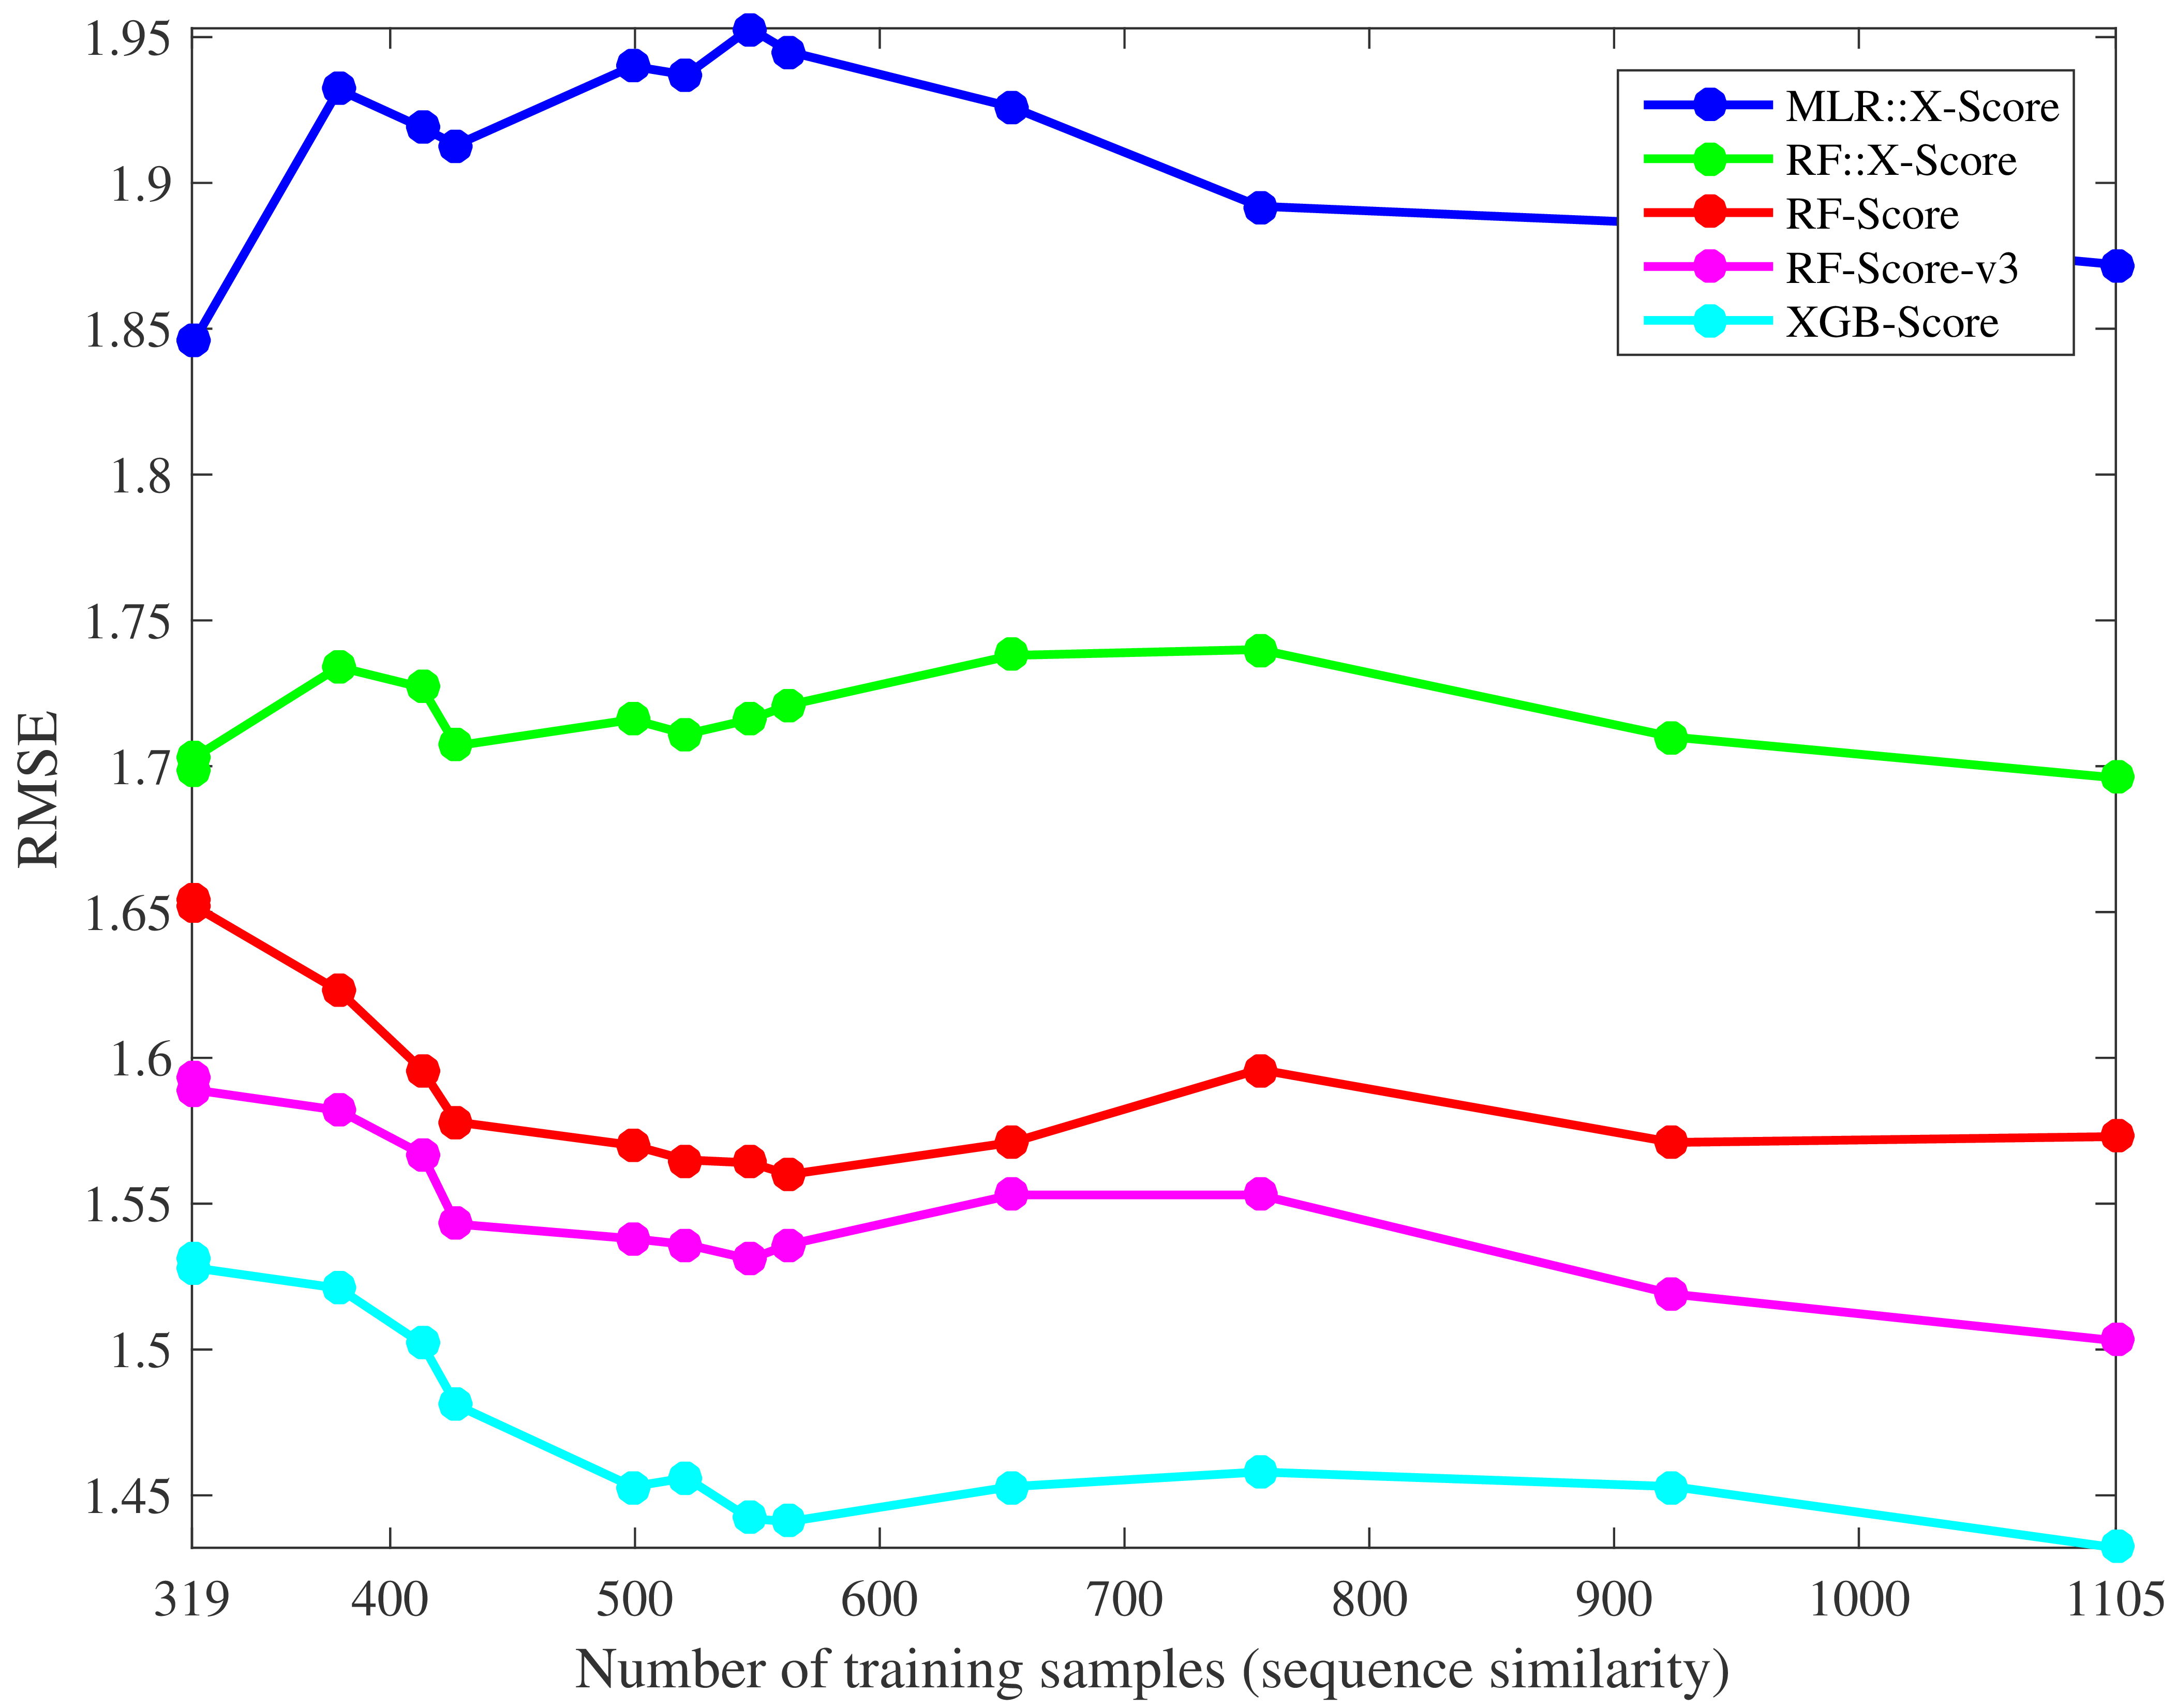 1.95
1.9
1.85
1.8
1.75
1.7
1.65
1.6
1.55
1.5
1.45
RMSE
MLR::X-Score
RF::X-Score
RF-Score
RF-Score-v3
XGB-Score
319 400 500 600 700 800 900 1000 1105
Number of training samples (sequence similarity)